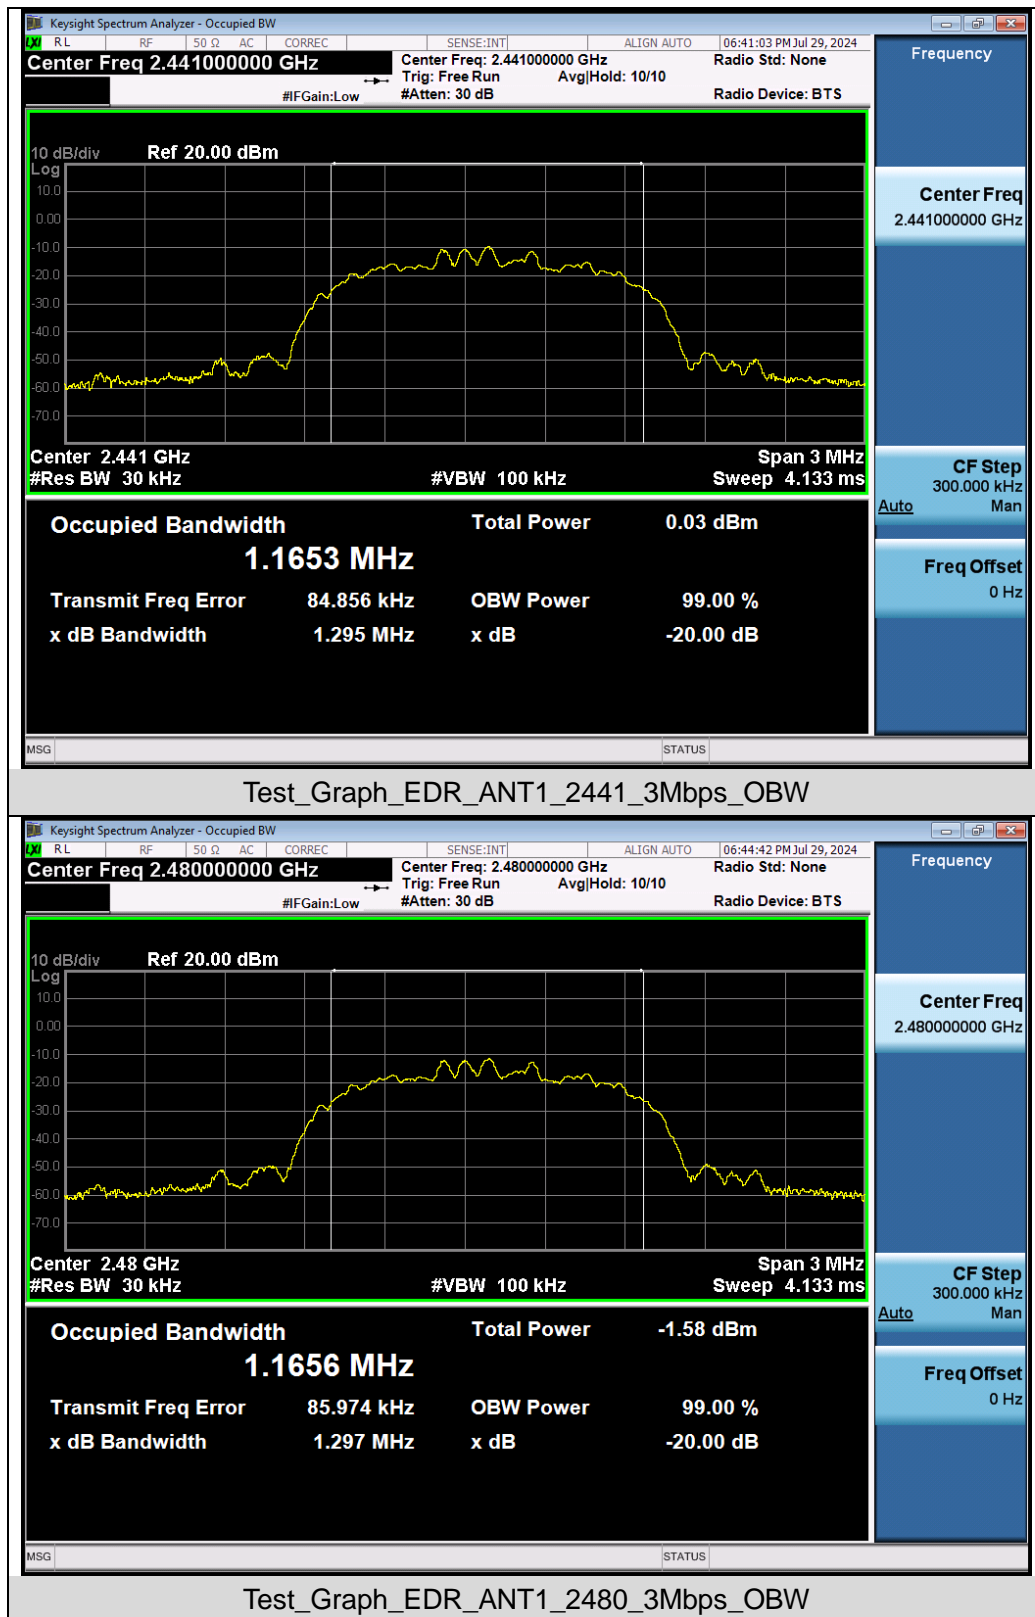 Keysight Spectrum Analyzer - Occupied BW
LXI RL RF 50 Ω AC CORREC SENSE:INT ALIGN AUTO 06:41:03 PM Jul 29, 2024
Center Freq 2.441000000 GHz
Center Freq: 2.441000000 GHz
Radio Std: None
Trig: Free Run Avg|Hold: 10/10
#IFGain:Low
#Atten: 30 dB
Radio Device: BTS
Frequency
10 dB/div Ref 20.00 dBm
Log
10.0
0.00
-10.0
-20.0
-30.0
-40.0
-50.0
-60.0
-70.0
Center Freq
2.441000000 GHz
Center 2.441 GHz
Span 3 MHz
#Res BW 30 kHz
#VBW 100 kHz
Sweep 4.133 ms
CF Step
300.000 kHz
Auto Man
Freq Offset
0 Hz
Occupied Bandwidth
Total Power 0.03 dBm
1.1653 MHz
Transmit Freq Error 84.856 kHz
OBW Power 99.00 %
x dB Bandwidth 1.295 MHz
x dB -20.00 dB
MSG STATUS
Test_Graph_EDR_ANT1_2441_3Mbps_OBW
Keysight Spectrum Analyzer - Occupied BW
LXI RL RF 50 Ω AC CORREC SENSE:INT ALIGN AUTO 06:44:42 PM Jul 29, 2024
Center Freq 2.480000000 GHz
Center Freq: 2.480000000 GHz
Radio Std: None
Trig: Free Run Avg|Hold: 10/10
#IFGain:Low
#Atten: 30 dB
Radio Device: BTS
Frequency
10 dB/div Ref 20.00 dBm
Log
10.0
0.00
-10.0
-20.0
-30.0
-40.0
-50.0
-60.0
-70.0
Center Freq
2.480000000 GHz
Center 2.48 GHz
Span 3 MHz
#Res BW 30 kHz
#VBW 100 kHz
Sweep 4.133 ms
CF Step
300.000 kHz
Auto Man
Freq Offset
0 Hz
Occupied Bandwidth
Total Power -1.58 dBm
1.1656 MHz
Transmit Freq Error 85.974 kHz
OBW Power 99.00 %
x dB Bandwidth 1.297 MHz
x dB -20.00 dB
MSG STATUS
Test_Graph_EDR_ANT1_2480_3Mbps_OBW